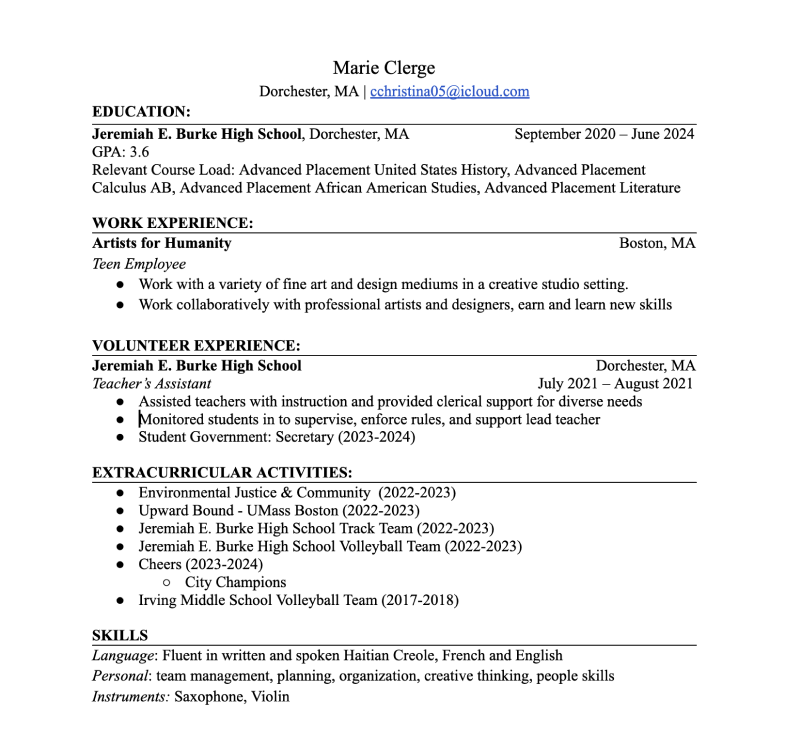 Marie Clerge
Dorchester, MA | cchristina05@icloud.com
EDUCATION:
Jeremiah E. Burke High School, Dorchester, MA September 2020 – June 2024
GPA: 3.6
Relevant Course Load: Advanced Placement United States History, Advanced Placement
Calculus AB, Advanced Placement African American Studies, Advanced Placement Literature
WORK EXPERIENCE:
Artists for Humanity Boston, MA
Teen Employee
● Work with a variety of fine art and design mediums in a creative studio setting.
● Work collaboratively with professional artists and designers, earn and learn new skills
VOLUNTEER EXPERIENCE:
Jeremiah E. Burke High School Dorchester, MA
Teacher’s Assistant July 2021 – August 2021
● Assisted teachers with instruction and provided clerical support for diverse needs
● Monitored students in to supervise, enforce rules, and support lead teacher
● Student Government: Secretary (2023-2024)
EXTRACURRICULAR ACTIVITIES:
● Environmental Justice & Community (2022-2023)
● Upward Bound - UMass Boston (2022-2023)
● Jeremiah E. Burke High School Track Team (2022-2023)
● Jeremiah E. Burke High School Volleyball Team (2022-2023)
● Cheers (2023-2024)
○ City Champions
● Irving Middle School Volleyball Team (2017-2018)
SKILLS
Language: Fluent in written and spoken Haitian Creole, French and English
Personal: team management, planning, organization, creative thinking, people skills
Instruments: Saxophone, Violin